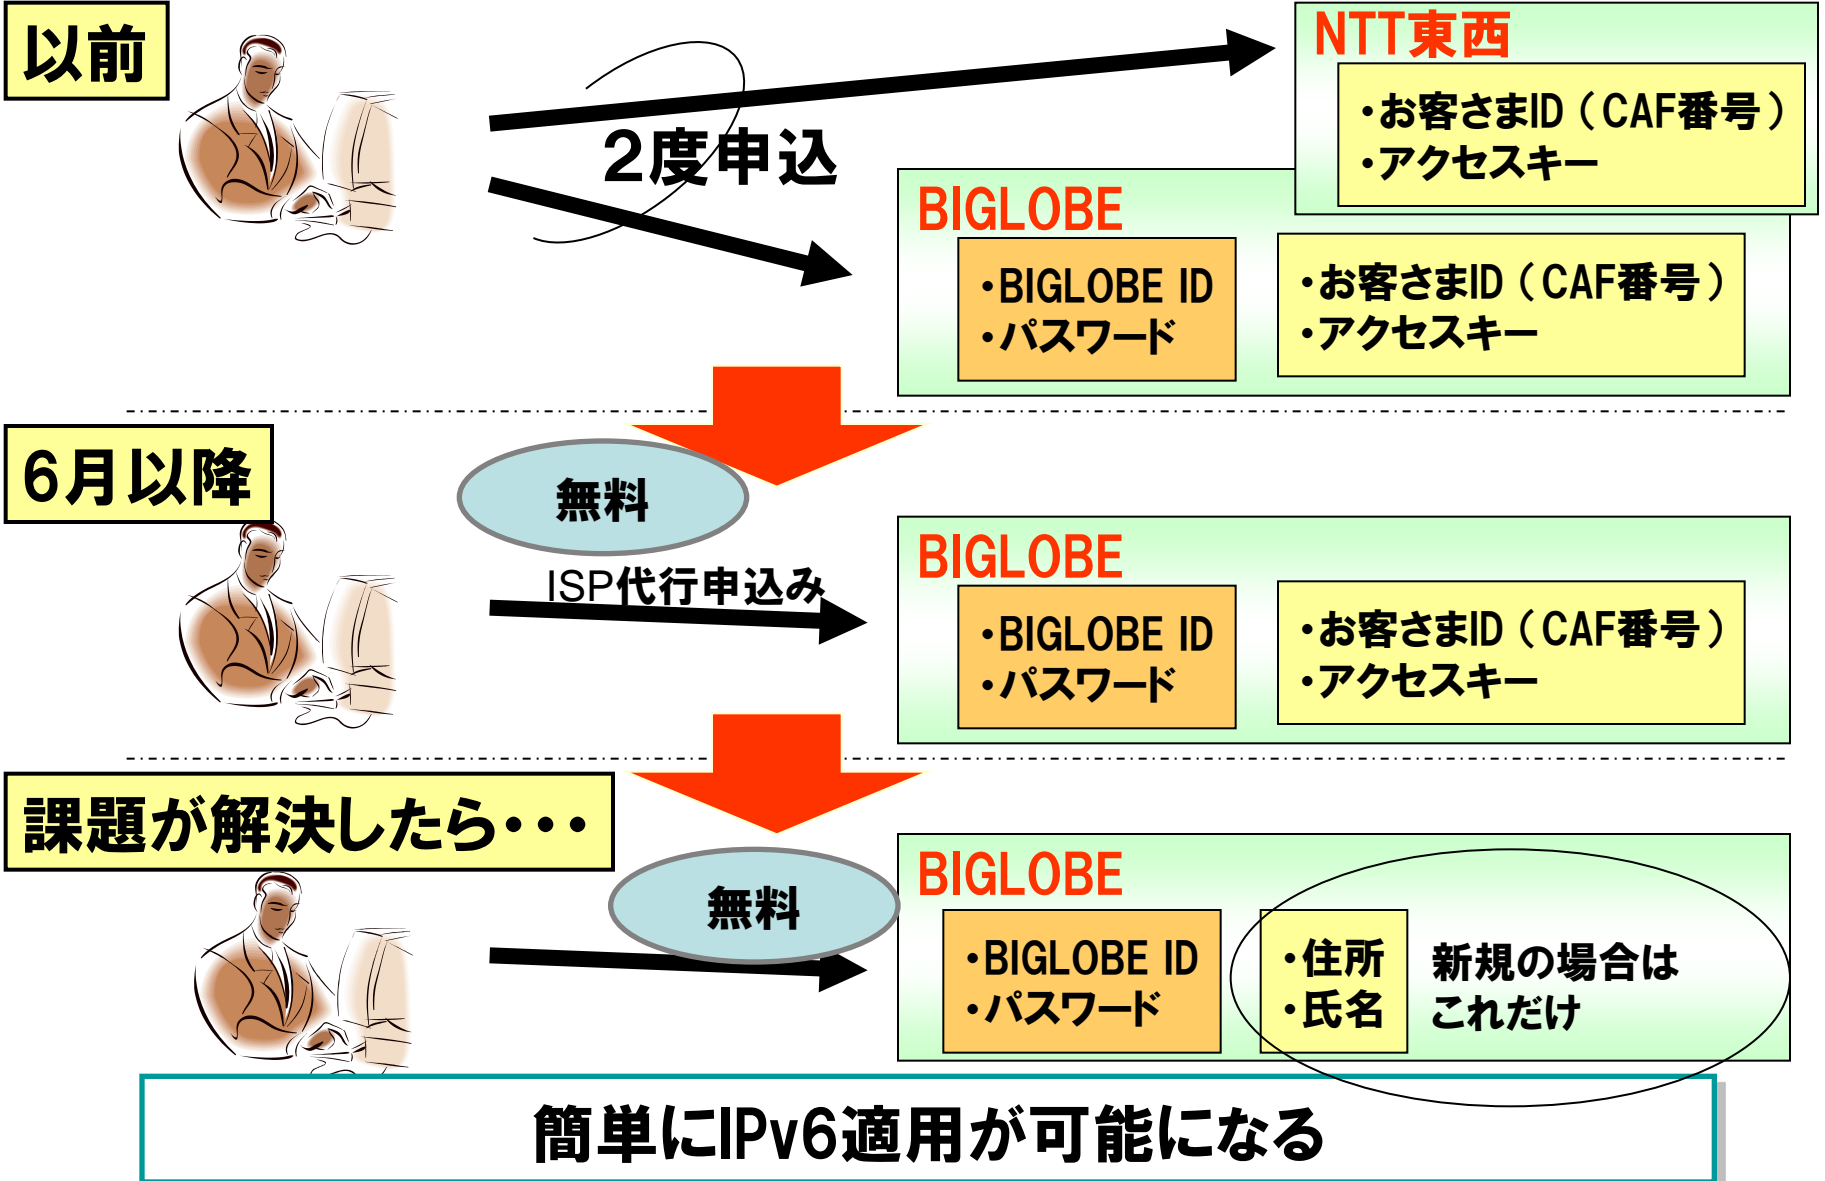 以前
NTT東西
・お客さまID（CAF番号）
・アクセスキー
２度申込
BIGLOBE
・BIGLOBE ID
・パスワード
・お客さまID（CAF番号）
・アクセスキー
6月以降
無料
ISP代行申込み
BIGLOBE
・BIGLOBE ID
・パスワード
・お客さまID（CAF番号）
・アクセスキー
課題が解決したら・・・
無料
BIGLOBE
・BIGLOBE ID
・パスワード
・住所
・氏名
新規の場合は
これだけ
簡単にIPv6適用が可能になる